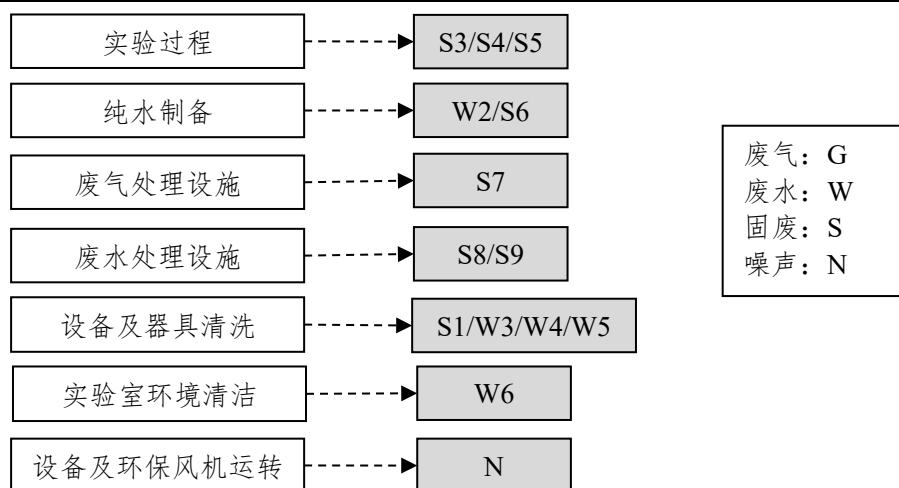 实验过程
S3/S4/S5
纯水制备
W2/S6
废气处理设施
S7
废水处理设施
S8/S9
设备及器具清洗
S1/W3/W4/W5
实验室环境清洁
W6
设备及环保风机运转
N
废气：G
废水：W
固废：S
噪声：N